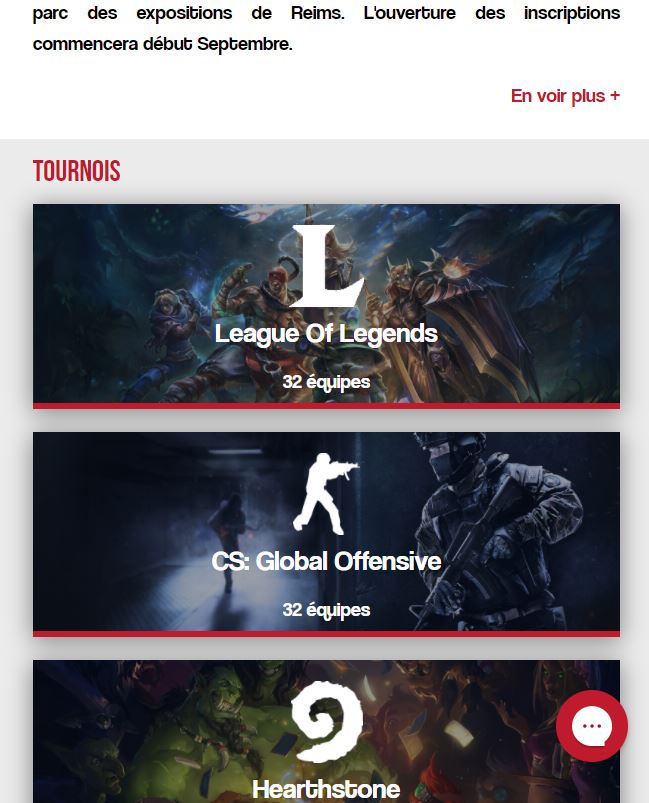 parc des expositions de Reims. L'ouverture des inscriptions
commencera début Septembre.
En voir plus +
TOURNOIS
L
League Of Legends
32 équipes
CS: Global Offensive
32 équipes
Hearthstone